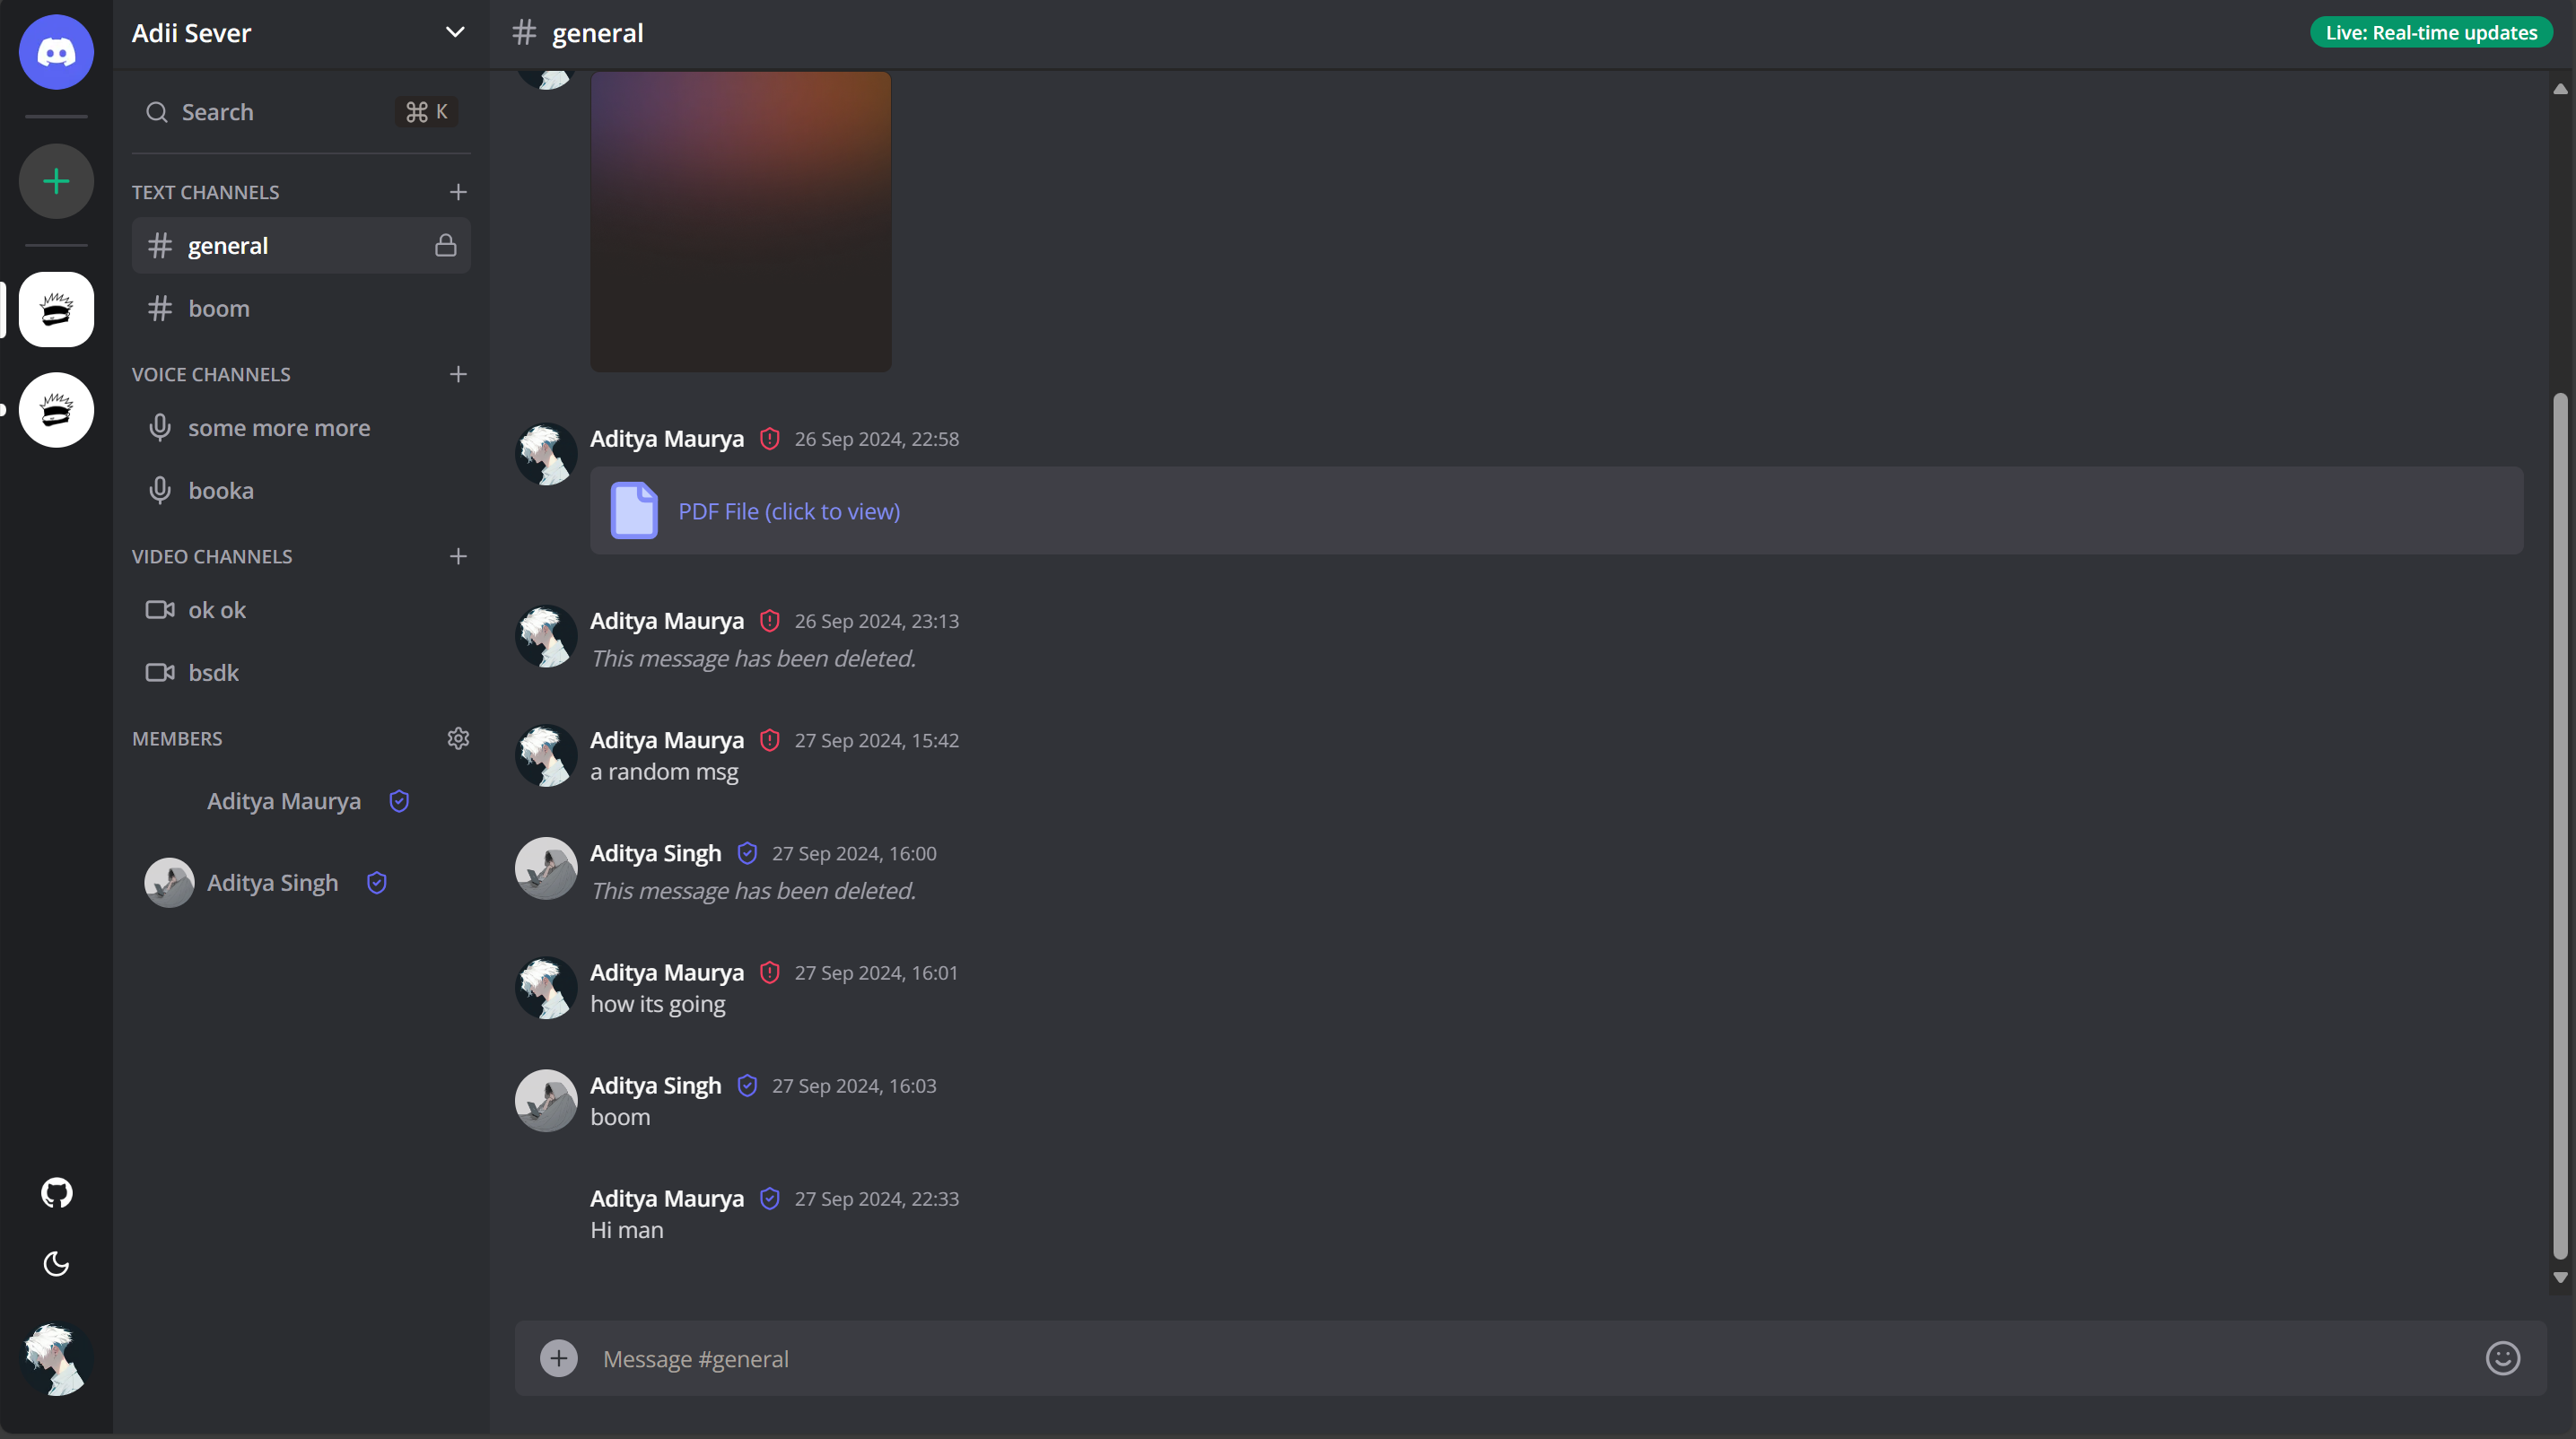 Adii Sever
Search
⌘ K
TEXT CHANNELS
general
boom
VOICE CHANNELS
some more more
booka
VIDEO CHANNELS
ok ok
bsdk
MEMBERS
Aditya Maurya
Aditya Singh
# general
Live: Real-time updates
Aditya Maurya 26 Sep 2024, 22:58
PDF File (click to view)
Aditya Maurya 26 Sep 2024, 23:13
This message has been deleted.
Aditya Maurya 27 Sep 2024, 15:42
a random msg
Aditya Singh 27 Sep 2024, 16:00
This message has been deleted.
Aditya Maurya 27 Sep 2024, 16:01
how its going
Aditya Singh 27 Sep 2024, 16:03
boom
Aditya Maurya 27 Sep 2024, 22:33
Hi man
Message #general